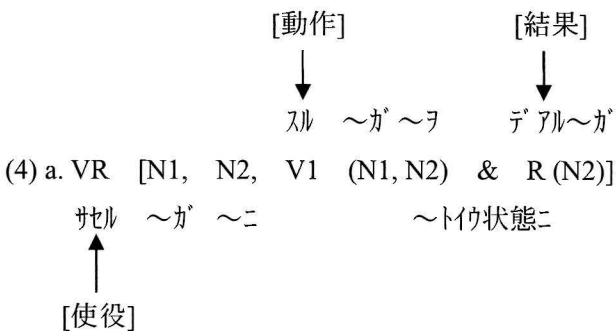 [動作] [結果]
スル ～ガ ～ヲ デアル～ガ
(4) a. VR [N1, N2, V1 (N1, N2) & R (N2)]
サセル ～ガ ～ニ ～トイウ状態ニ
[使役]